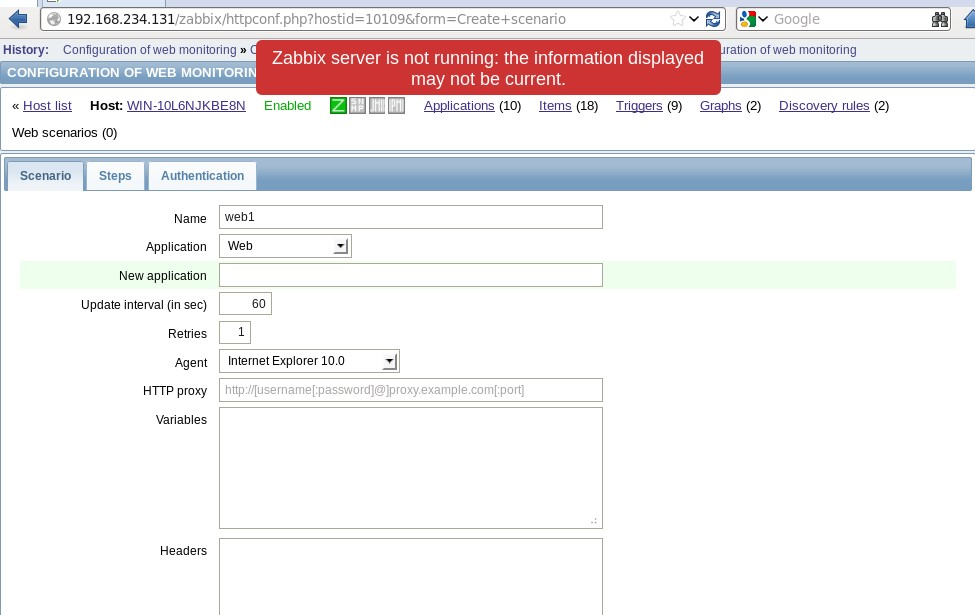 192.168.234.131/zabbix/httpconf.php?hostid=10109&form=Create+scenario
Google
History: Configuration of web monitoring » uration of web monitoring
Zabbix server is not running: the information displayed
may not be current.
CONFIGURATION OF WEB MONITORIN
« Host list Host: WIN-10L6NJKBE8N Enabled Z SNMP JMX IPMI Applications (10) Items (18) Triggers (9) Graphs (2) Discovery rules (2)
Web scenarios (0)
Scenario Steps Authentication
Name web1
Application Web
New application
Update interval (in sec) 60
Retries 1
Agent Internet Explorer 10.0
HTTP proxy http://[username[:password]@]proxy.example.com[:port]
Variables
Headers